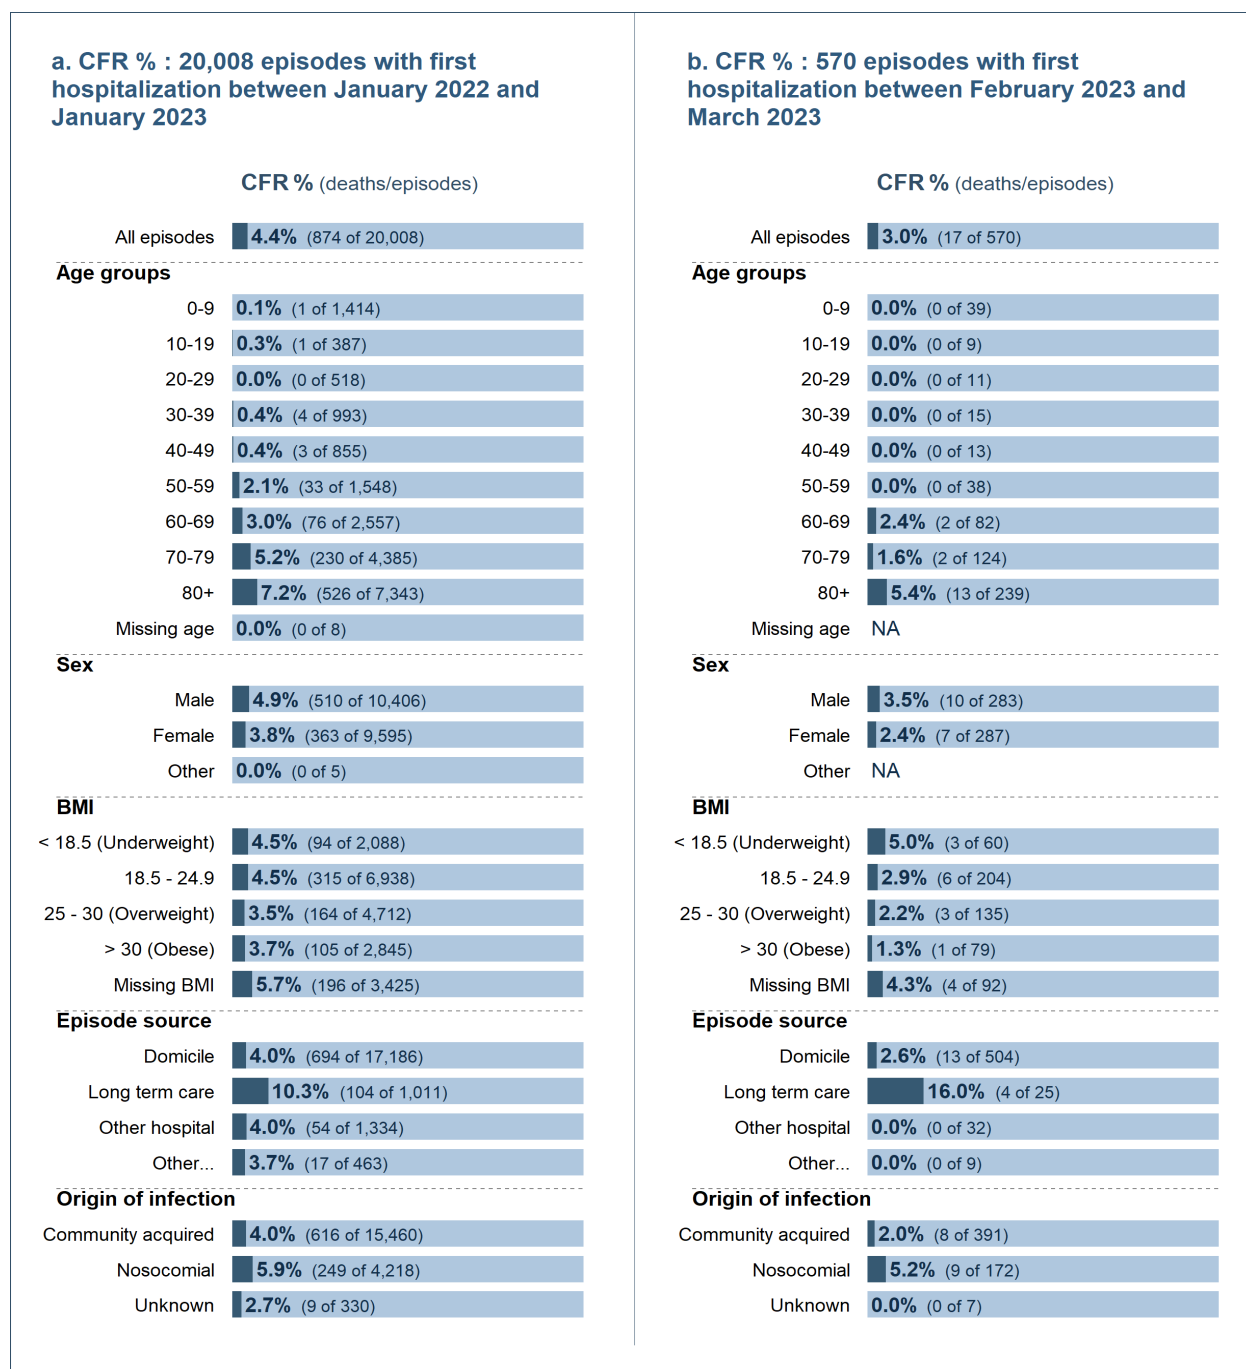 a. CFR % : 20,008 episodes with first
hospitalization between January 2022 and
January 2023
CFR % (deaths/episodes)
All episodes 4.4% (874 of 20,008)
Age groups
0-9 0.1% (1 of 1,414)
10-19 0.3% (1 of 387)
20-29 0.0% (0 of 518)
30-39 0.4% (4 of 993)
40-49 0.4% (3 of 855)
50-59 2.1% (33 of 1,548)
60-69 3.0% (76 of 2,557)
70-79 5.2% (230 of 4,385)
80+ 7.2% (526 of 7,343)
Missing age 0.0% (0 of 8)
Sex
Male 4.9% (510 of 10,406)
Female 3.8% (363 of 9,595)
Other 0.0% (0 of 5)
BMI
< 18.5 (Underweight) 4.5% (94 of 2,088)
18.5 - 24.9 4.5% (315 of 6,938)
25 - 30 (Overweight) 3.5% (164 of 4,712)
> 30 (Obese) 3.7% (105 of 2,845)
Missing BMI 5.7% (196 of 3,425)
Episode source
Domicile 4.0% (694 of 17,186)
Long term care 10.3% (104 of 1,011)
Other hospital 4.0% (54 of 1,334)
Other... 3.7% (17 of 463)
Origin of infection
Community acquired 4.0% (616 of 15,460)
Nosocomial 5.9% (249 of 4,218)
Unknown 2.7% (9 of 330)
b. CFR % : 570 episodes with first
hospitalization between February 2023 and
March 2023
CFR % (deaths/episodes)
All episodes 3.0% (17 of 570)
Age groups
0-9 0.0% (0 of 39)
10-19 0.0% (0 of 9)
20-29 0.0% (0 of 11)
30-39 0.0% (0 of 15)
40-49 0.0% (0 of 13)
50-59 0.0% (0 of 38)
60-69 2.4% (2 of 82)
70-79 1.6% (2 of 124)
80+ 5.4% (13 of 239)
Missing age NA
Sex
Male 3.5% (10 of 283)
Female 2.4% (7 of 287)
Other NA
BMI
< 18.5 (Underweight) 5.0% (3 of 60)
18.5 - 24.9 2.9% (6 of 204)
25 - 30 (Overweight) 2.2% (3 of 135)
> 30 (Obese) 1.3% (1 of 79)
Missing BMI 4.3% (4 of 92)
Episode source
Domicile 2.6% (13 of 504)
Long term care 16.0% (4 of 25)
Other hospital 0.0% (0 of 32)
Other... 0.0% (0 of 9)
Origin of infection
Community acquired 2.0% (8 of 391)
Nosocomial 5.2% (9 of 172)
Unknown 0.0% (0 of 7)